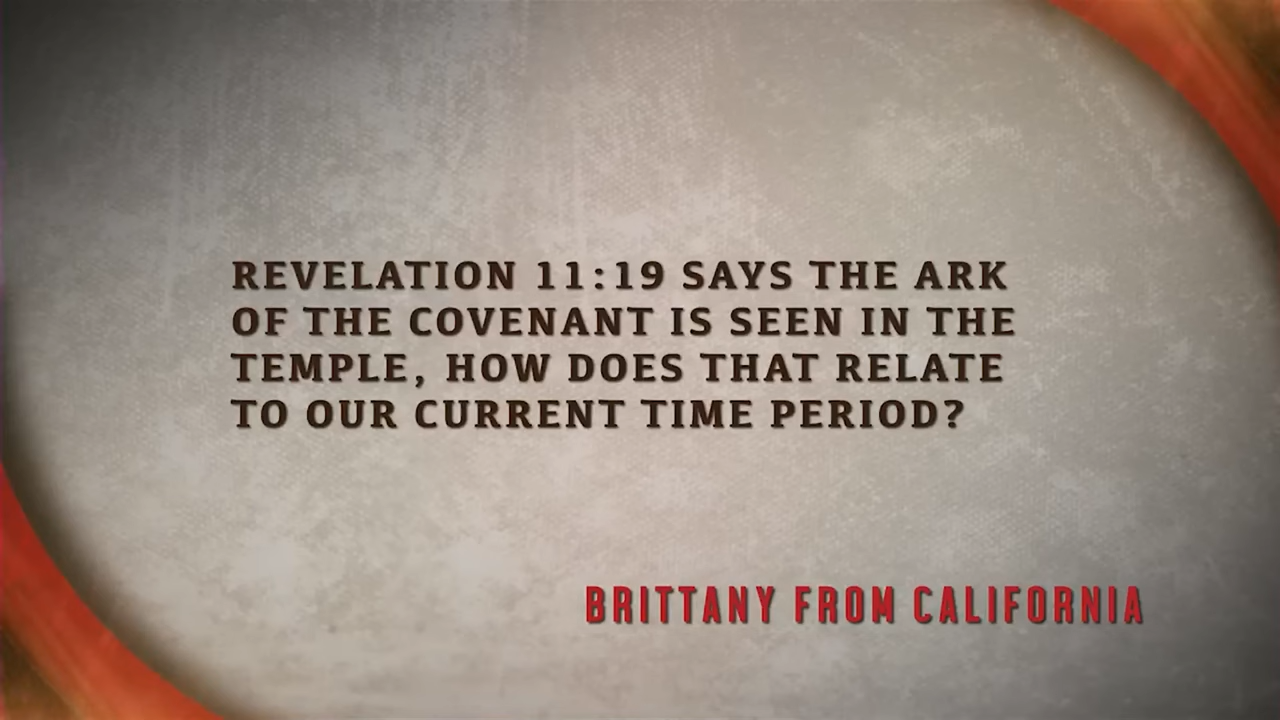 REVELATION 11:19 SAYS THE ARK
OF THE COVENANT IS SEEN IN THE
TEMPLE, HOW DOES THAT RELATE
TO OUR CURRENT TIME PERIOD?
BRITTANY FROM CALIFORNIA